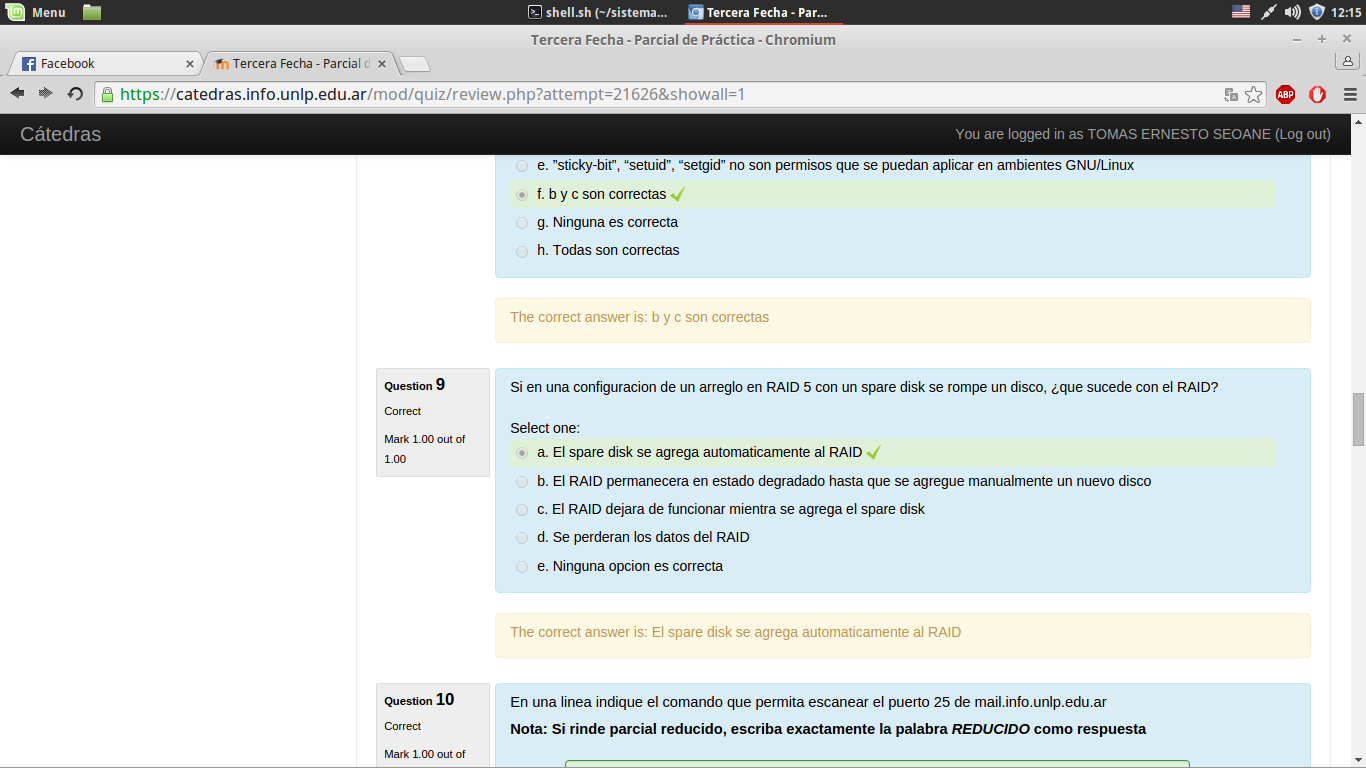 Menu
shell.sh (~/sistema...
Tercera Fecha - Par...
12:15
Tercera Fecha - Parcial de Práctica - Chromium
Facebook
Tercera Fecha - Parcial d
https://catedras.info.unlp.edu.ar/mod/quiz/review.php?attempt=21626&showall=1
ABP
Cátedras
You are logged in as TOMAS ERNESTO SEOANE (Log out)
e. ”sticky-bit”, “setuid”, “setgid” no son permisos que se puedan aplicar en ambientes GNU/Linux
f. b y c son correctas
g. Ninguna es correcta
h. Todas son correctas
The correct answer is: b y c son correctas
Question 9
Correct
Mark 1.00 out of
1.00
Si en una configuracion de un arreglo en RAID 5 con un spare disk se rompe un disco, ¿que sucede con el RAID?
Select one:
a. El spare disk se agrega automaticamente al RAID
b. El RAID permanecera en estado degradado hasta que se agregue manualmente un nuevo disco
c. El RAID dejara de funcionar mientra se agrega el spare disk
d. Se perderan los datos del RAID
e. Ninguna opcion es correcta
The correct answer is: El spare disk se agrega automaticamente al RAID
Question 10
Correct
Mark 1.00 out of
En una linea indique el comando que permita escanear el puerto 25 de mail.info.unlp.edu.ar
Nota: Si rinde parcial reducido, escriba exactamente la palabra REDUCIDO como respuesta